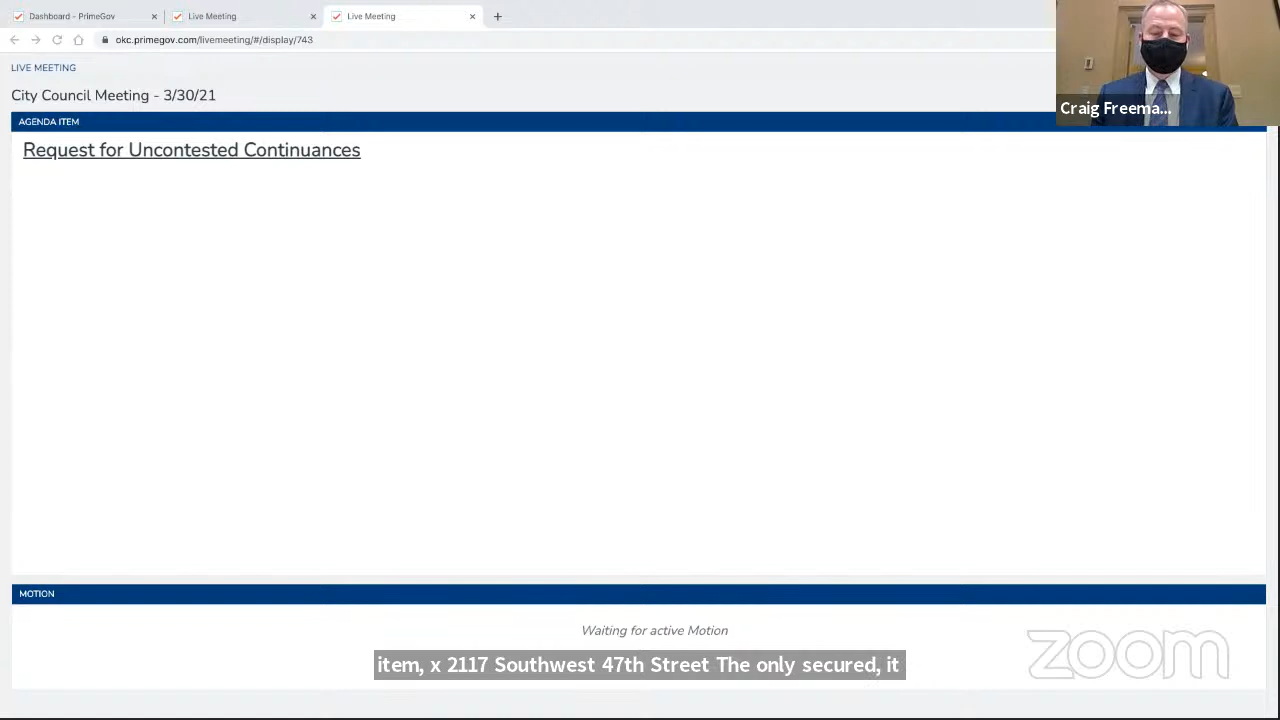 Dashboard - PrimeGov
Live Meeting
Live Meeting
okc.primegov.com/livemeeting/#/display/743
LIVE MEETING
City Council Meeting - 3/30/21
AGENDA ITEM
Request for Uncontested Continuances
Craig Freema...
MOTION
Waiting for active Motion
item, x 2117 Southwest 47th Street The only secured, it
zoom